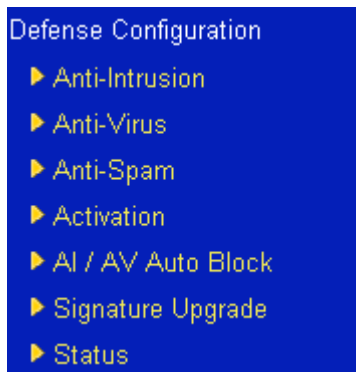 Defense Configuration
Anti-Intrusion
Anti-Virus
Anti-Spam
Activation
AI / AV Auto Block
Signature Upgrade
Status